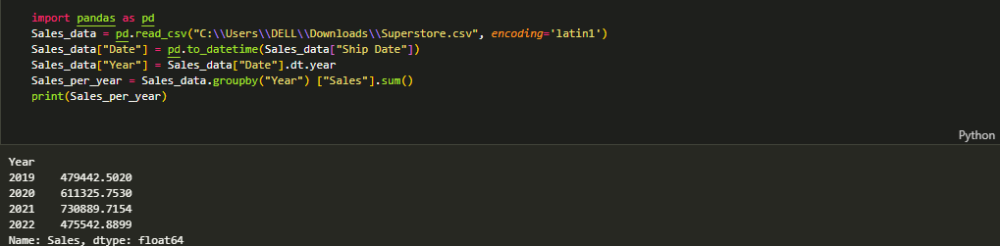 import pandas as pd
Sales_data = pd.read_csv("C:\\Users\\DELL\\Downloads\\Superstore.csv", encoding='latin1')
Sales_data["Date"] = pd.to_datetime(Sales_data["Ship Date"])
Sales_data["Year"] = Sales_data["Date"].dt.year
Sales_per_year = Sales_data.groupby("Year") ["Sales"].sum()
print(Sales_per_year)
Python
Year
2019    479442.5020
2020    611325.7530
2021    730889.7154
2022    475542.8899
Name: Sales, dtype: float64